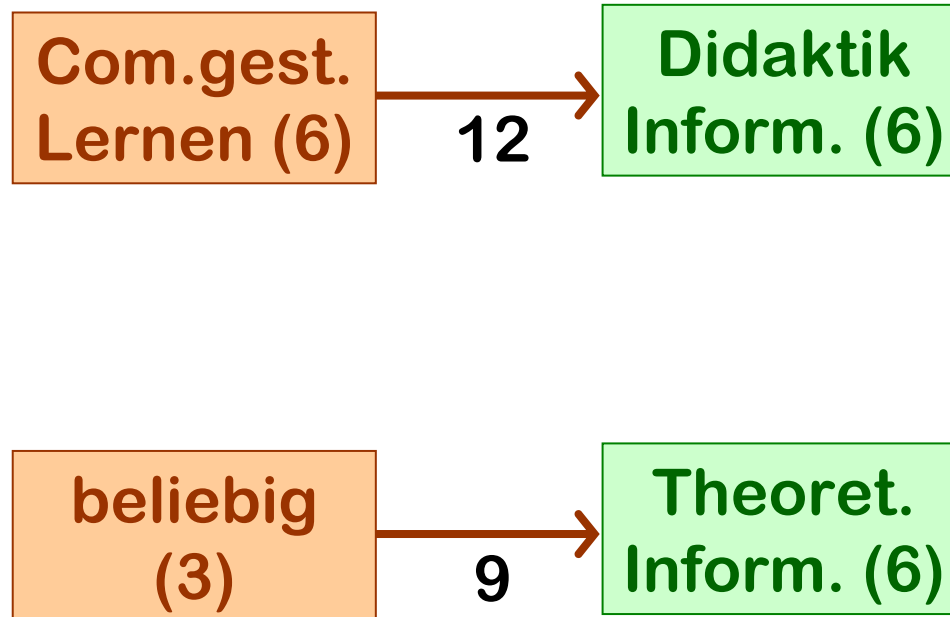 Com.gest.
Lernen (6)
12
Didaktik
Inform. (6)
beliebig
(3)
9
Theoret.
Inform. (6)